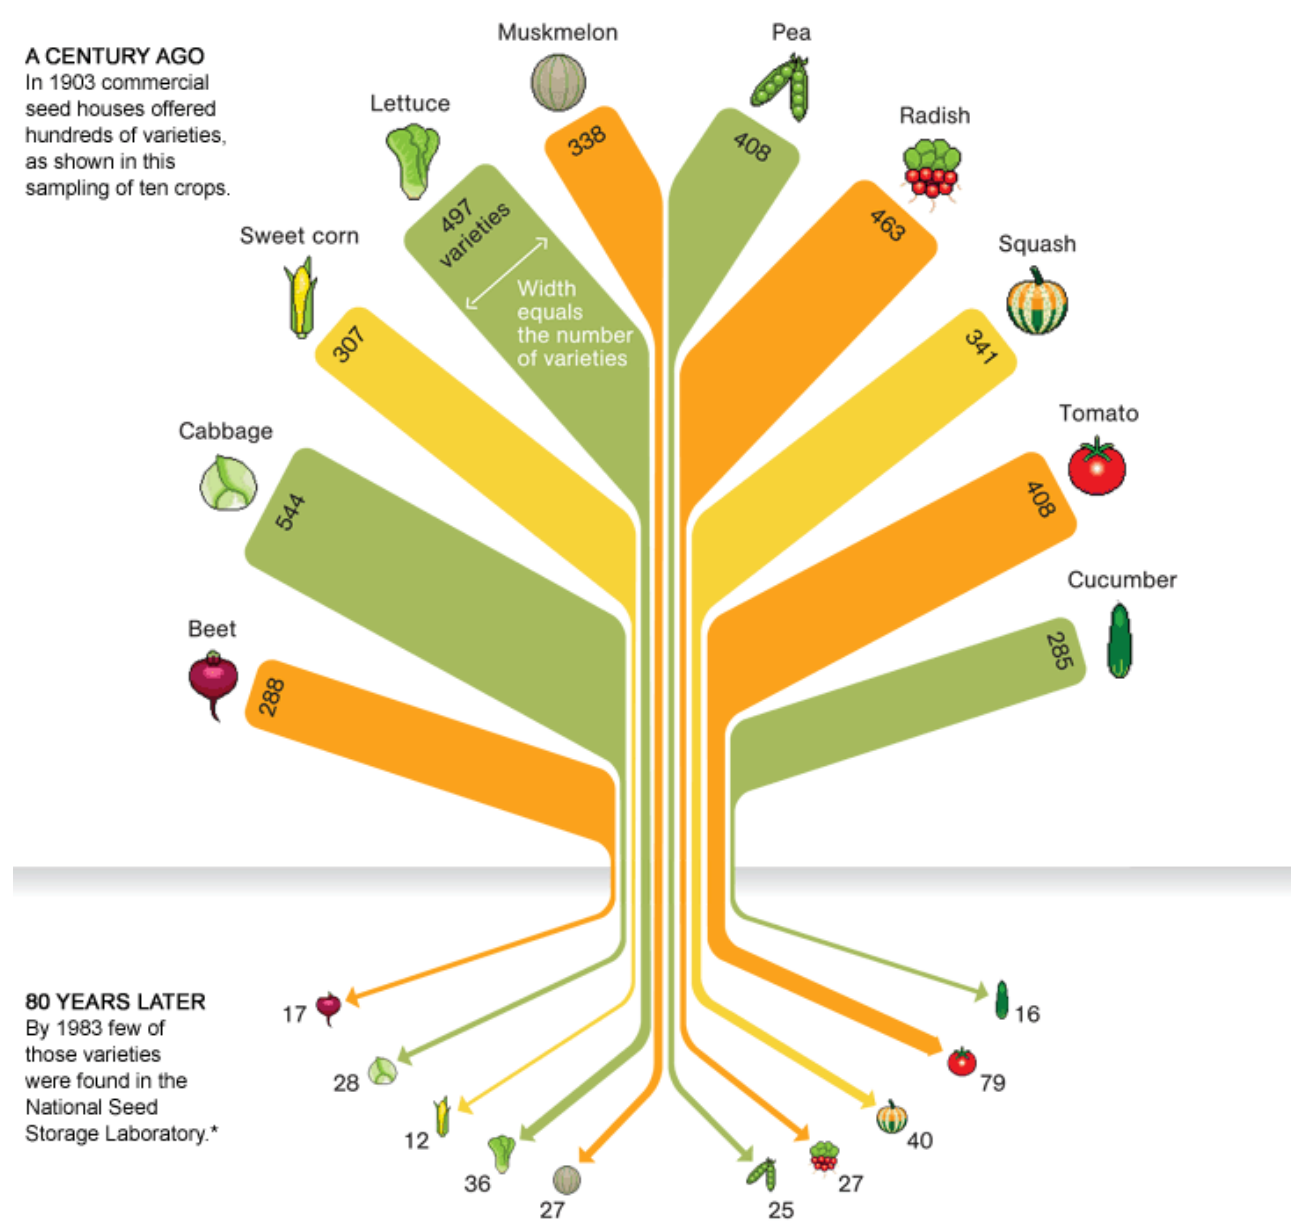 A CENTURY AGO
In 1903 commercial
seed houses offered
hundreds of varieties,
as shown in this
sampling of ten crops.
Muskmelon
338
Pea
408
Lettuce
497
varieties
Width
equals
the number
of varieties
Radish
463
Sweet corn
307
Squash
341
Cabbage
544
Tomato
408
Beet
288
Cucumber
285
80 YEARS LATER
By 1983 few of
those varieties
were found in the
National Seed
Storage Laboratory.*
17
28
12
36
27
25
27
40
79
16